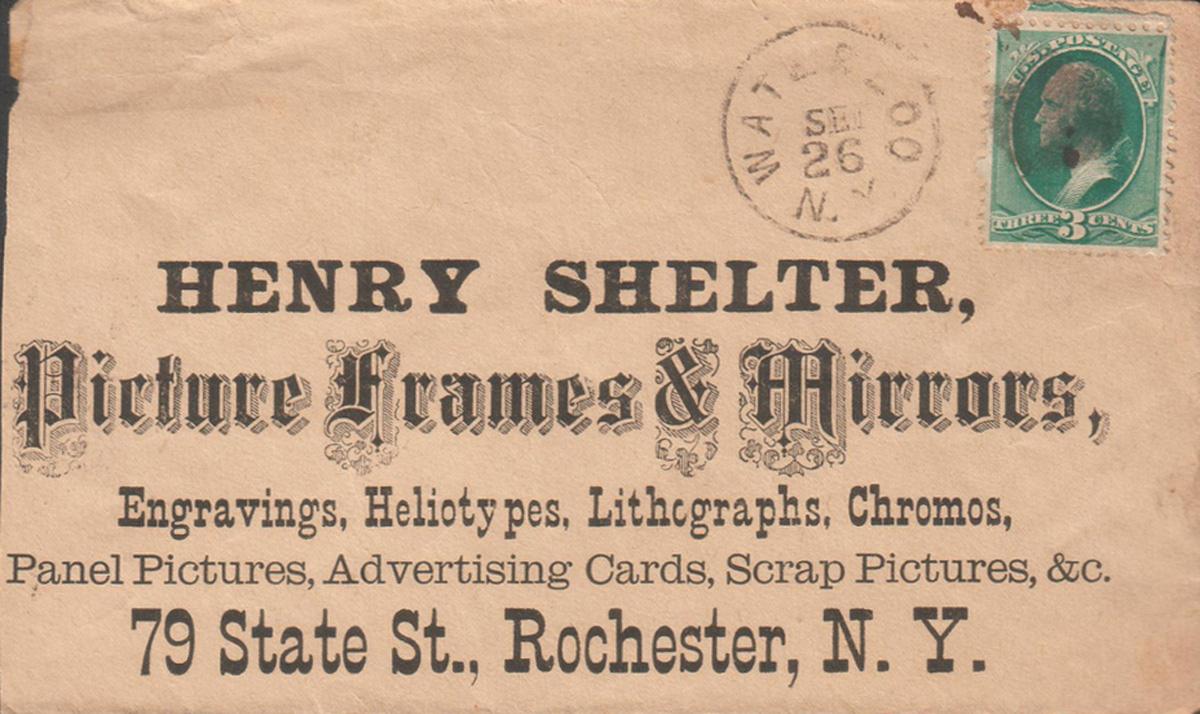 U.S. POSTAGE
THREE 3 CENTS
WATERLOO
SEP
26
N.Y.
HENRY SHELTER,
Picture Frames & Mirrors,
Engravings, Heliotypes, Lithographs, Chromos,
Panel Pictures, Advertising Cards, Scrap Pictures, &c.
79 State St., Rochester, N. Y.